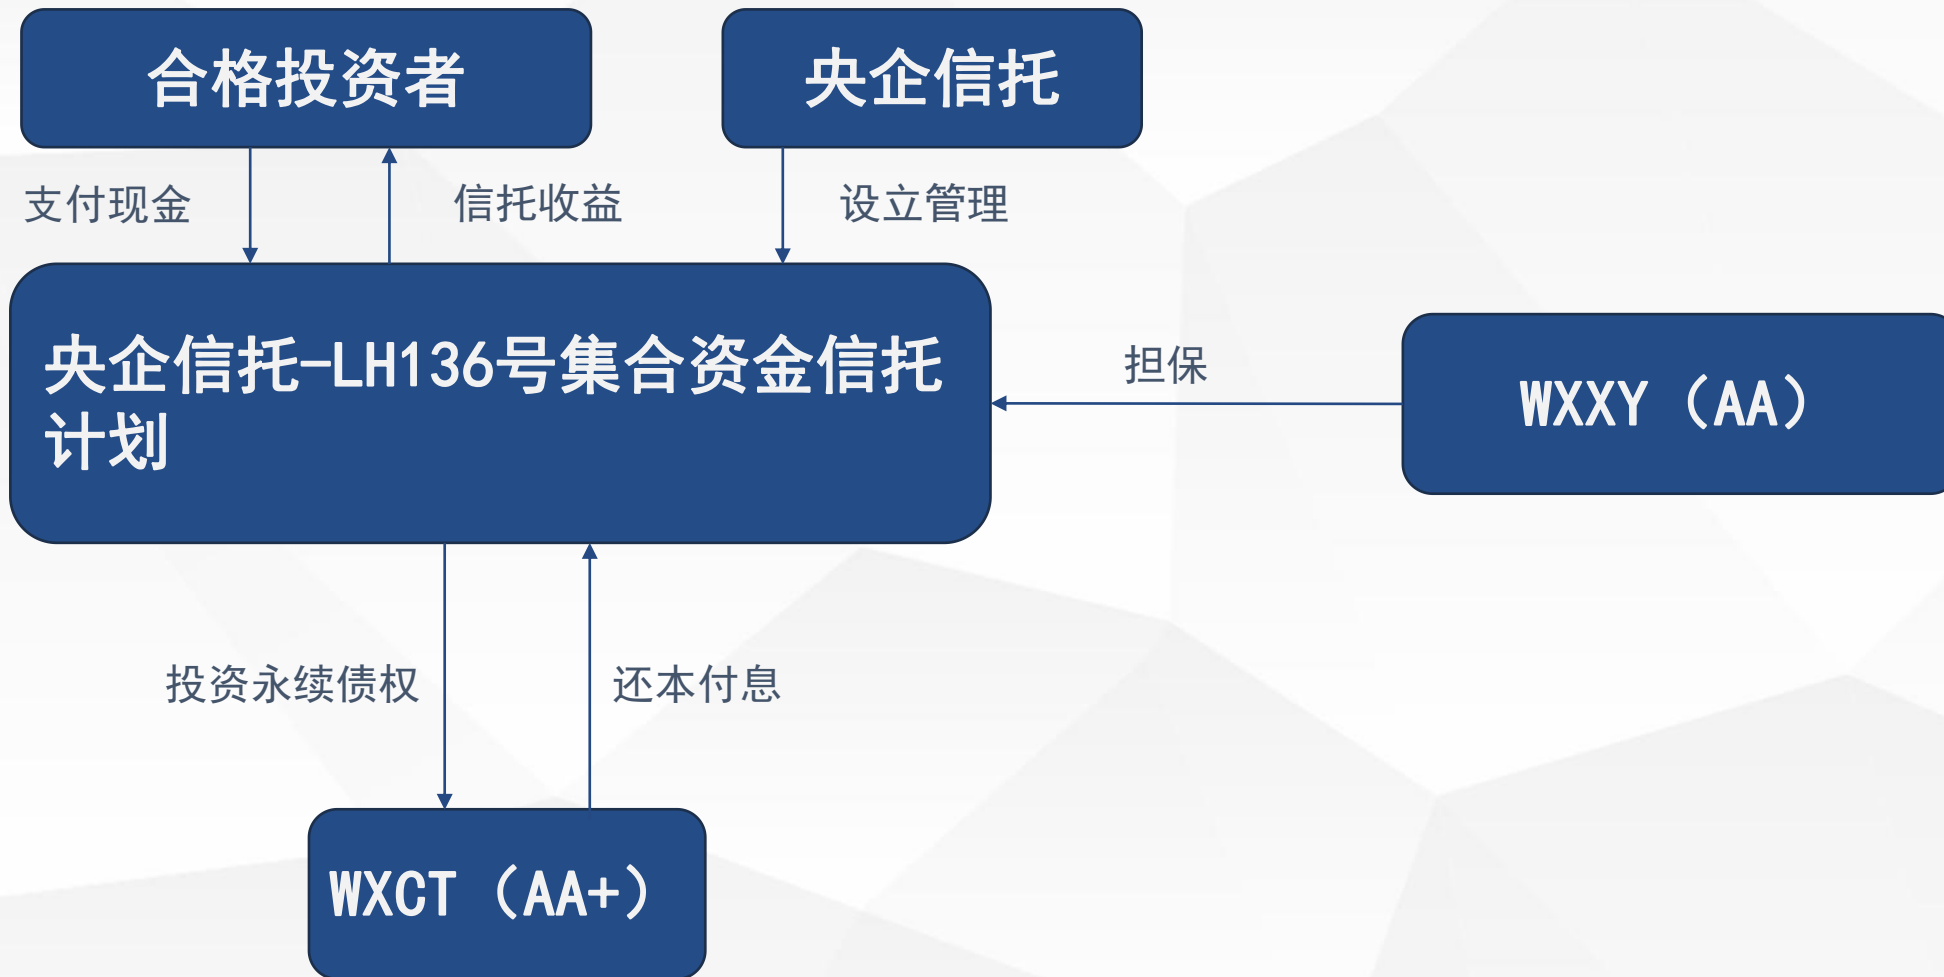 合格投资者
央企信托
支付现金
信托收益
设立管理
央企信托-LH136号集合资金信托
计划
担保
WXXY（AA）
投资永续债权
还本付息
WXCT（AA+）